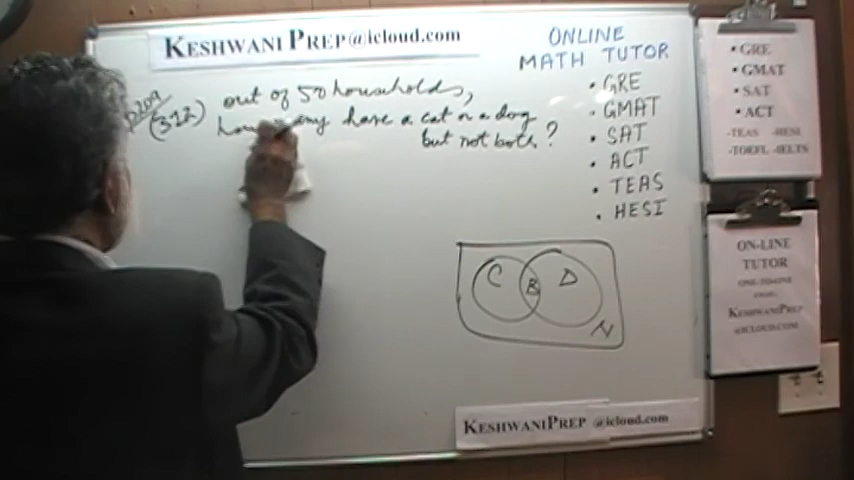 KESHWANI PREP@icloud.com
p209
(312) out of 50 households,
how many have a cat or a dog
but not both?
ONLINE
MATH TUTOR
• GRE
• GMAT
• SAT
• ACT
• TEAS
• HESI
C B D
N
KESHWANIPREP @icloud.com
• GRE
• GMAT
• SAT
• ACT
-TEAS -HESI
-TOEFL -IELTS
ON-LINE
TUTOR
ONE-TO-ONE
KESHWANIPREP
@ICLOUD.COM